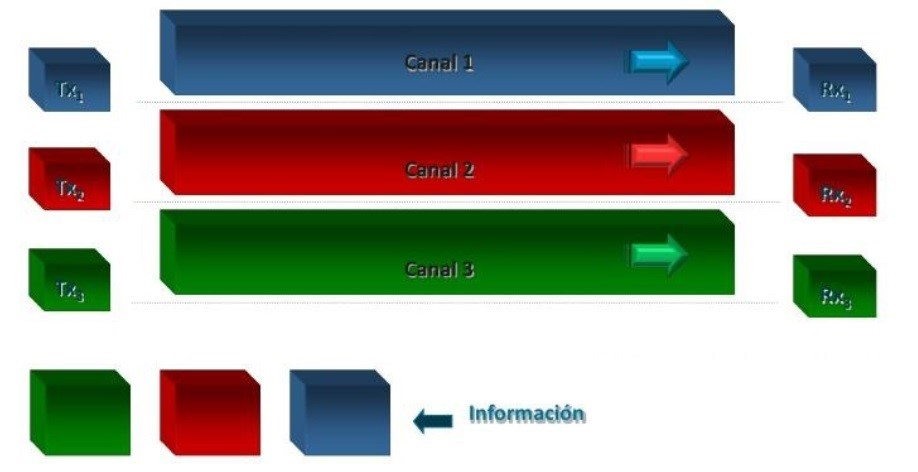 Canal 1
Tx₁
Rx₁
Canal 2
Tx₂
Rx₂
Canal 3
Tx₃
Rx₃
Información